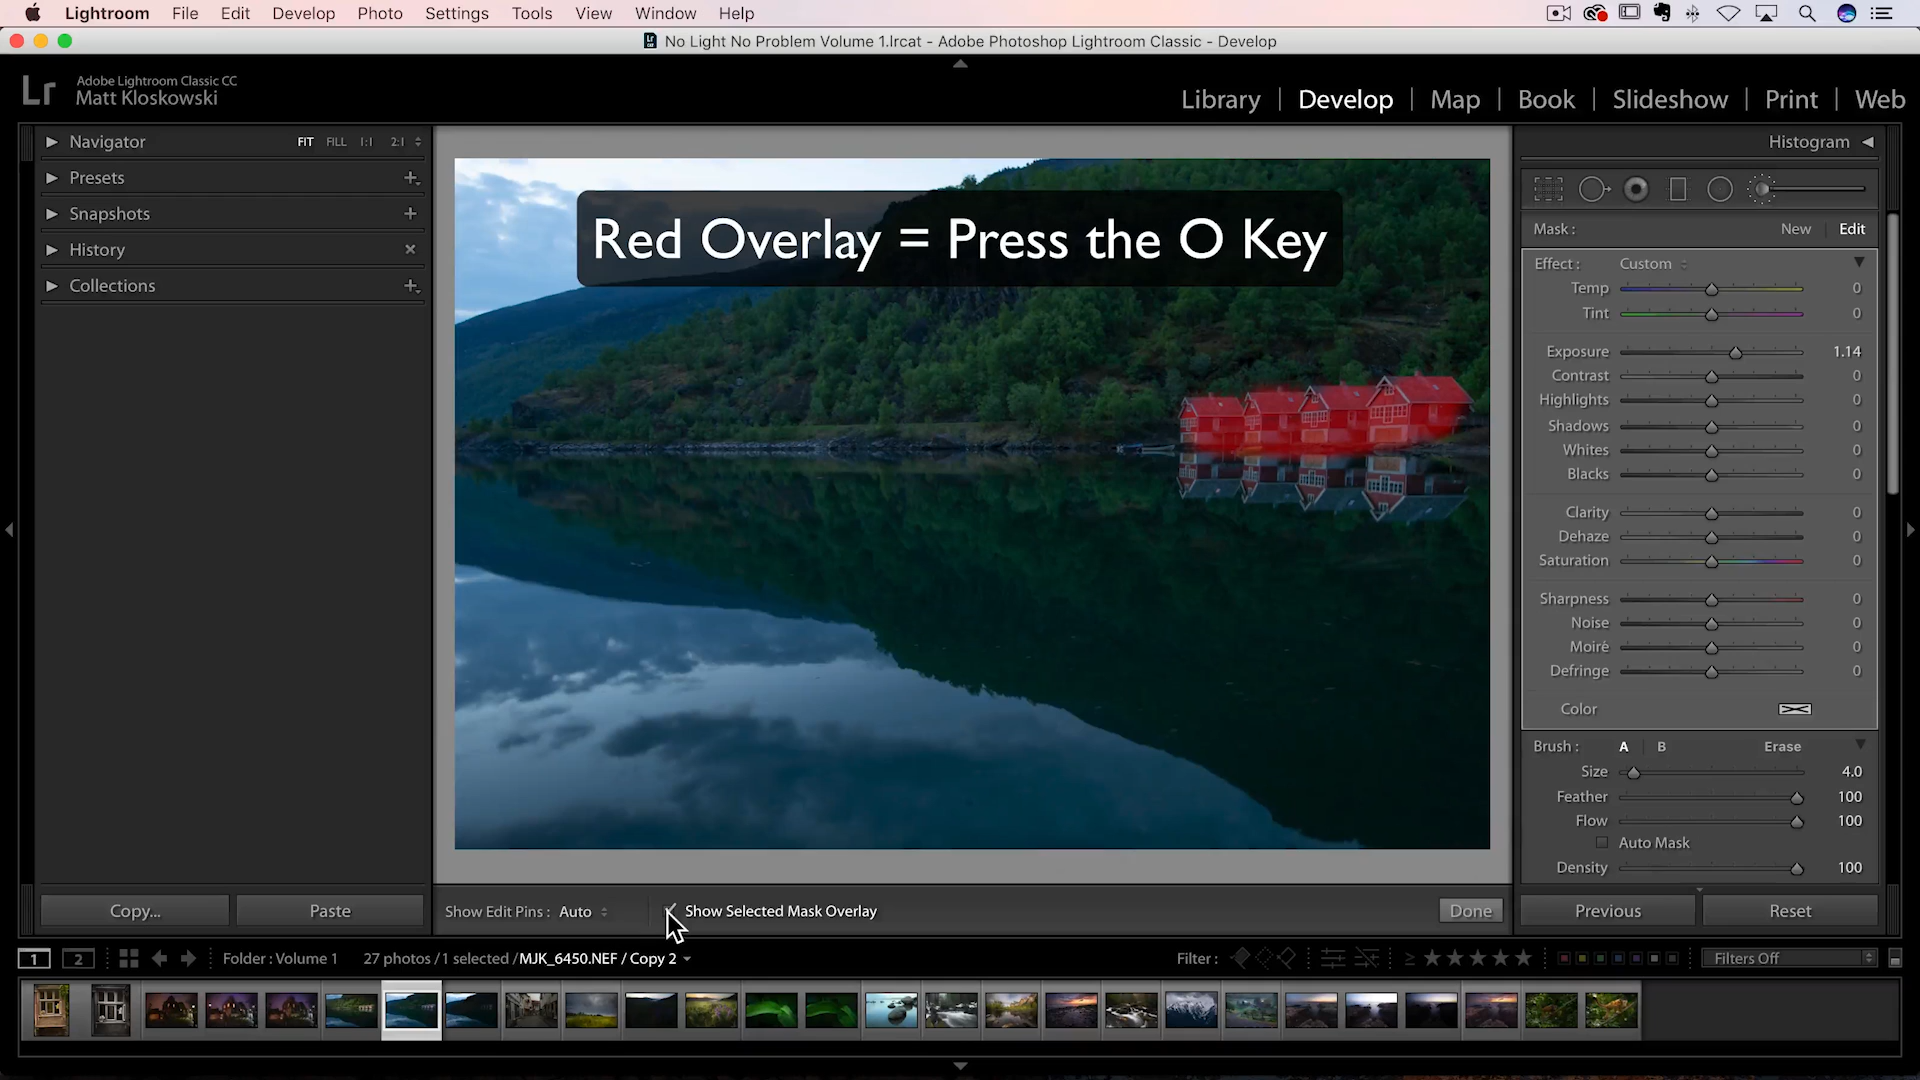 Lightroom File Edit Develop Photo Settings Tools View Window Help
No Light No Problem Volume 1.lrcat - Adobe Photoshop Lightroom Classic - Develop
Lr
Adobe Lightroom Classic CC
Matt Kloskowski
Library | Develop | Map | Book | Slideshow | Print | Web
Navigator FIT FILL 1:1 2:1
Presets
Snapshots
History
Collections
Red Overlay = Press the O Key
Histogram
Mask : New Edit
Effect : Custom
Temp 0
Tint 0
Exposure 1.14
Contrast 0
Highlights 0
Shadows 0
Whites 0
Blacks 0
Clarity 0
Dehaze 0
Saturation 0
Sharpness 0
Noise 0
Moiré 0
Defringe 0
Color
Brush : A B Erase
Size 4.0
Feather 100
Flow 100
Auto Mask
Density 100
Copy... Paste
Show Edit Pins : Auto Show Selected Mask Overlay Done
Previous Reset
1 2 Folder : Volume 1 27 photos / 1 selected / MJK_6450.NEF / Copy 2 Filter : Filters Off